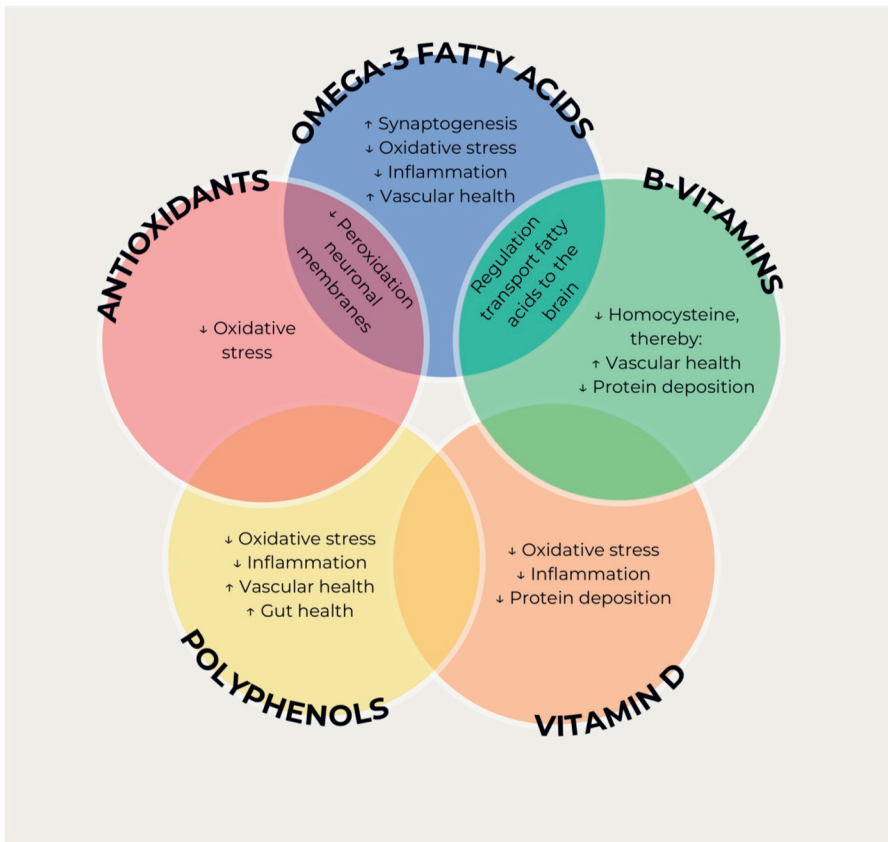 OMEGA-3 FATTY ACIDS
↑ Synaptogenesis
↓ Oxidative stress
↓ Inflammation
↑ Vascular health
ANTIOXIDANTS
↓ Oxidative
stress
↓ Peroxidation
neuronal
membranes
Regulation
transport fatty
acids to the
brain
B-VITAMINS
↓ Homocysteine,
thereby:
↑ Vascular health
↓ Protein deposition
↓ Oxidative stress
↓ Inflammation
↑ Vascular health
↑ Gut health
POLYPHENOLS
↓ Oxidative stress
↓ Inflammation
↓ Protein deposition
VITAMIN D